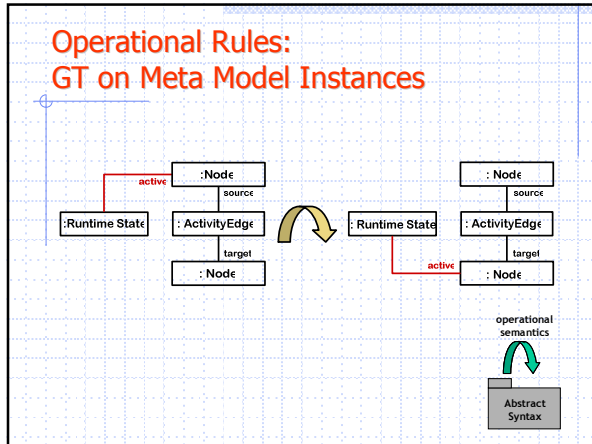 Operational Rules:
GT on Meta Model Instances
:Node
active
source
:Runtime State
: ActivityEdge
target
: Node
: Node
source
: Runtime State
: ActivityEdge
target
active
: Node
operational
semantics
Abstract
Syntax